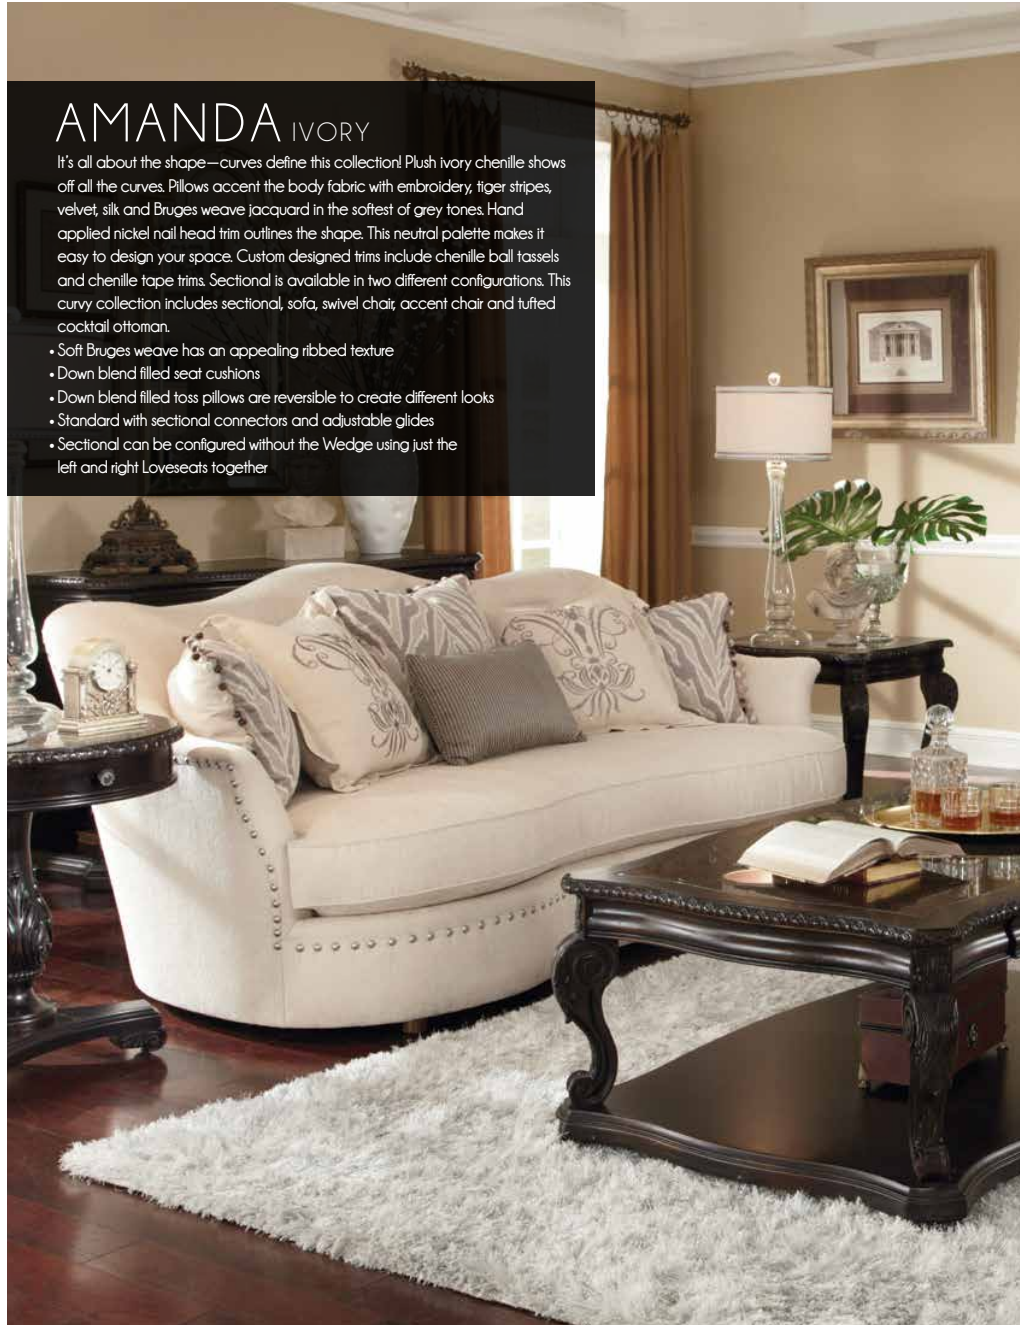 AMANDA IVORY
It's all about the shape—curves define this collection! Plush ivory chenille shows
off all the curves. Pillows accent the body fabric with embroidery, tiger stripes,
velvet, silk and Bruges weave jacquard in the softest of grey tones. Hand
applied nickel nail head trim outlines the shape. This neutral palette makes it
easy to design your space. Custom designed trims include chenille ball tassels
and chenille tape trims. Sectional is available in two different configurations. This
curvy collection includes sectional, sofa, swivel chair, accent chair and tufted
cocktail ottoman.
• Soft Bruges weave has an appealing ribbed texture
• Down blend filled seat cushions
• Down blend filled toss pillows are reversible to create different looks
• Standard with sectional connectors and adjustable glides
• Sectional can be configured without the Wedge using just the
left and right Loveseats together